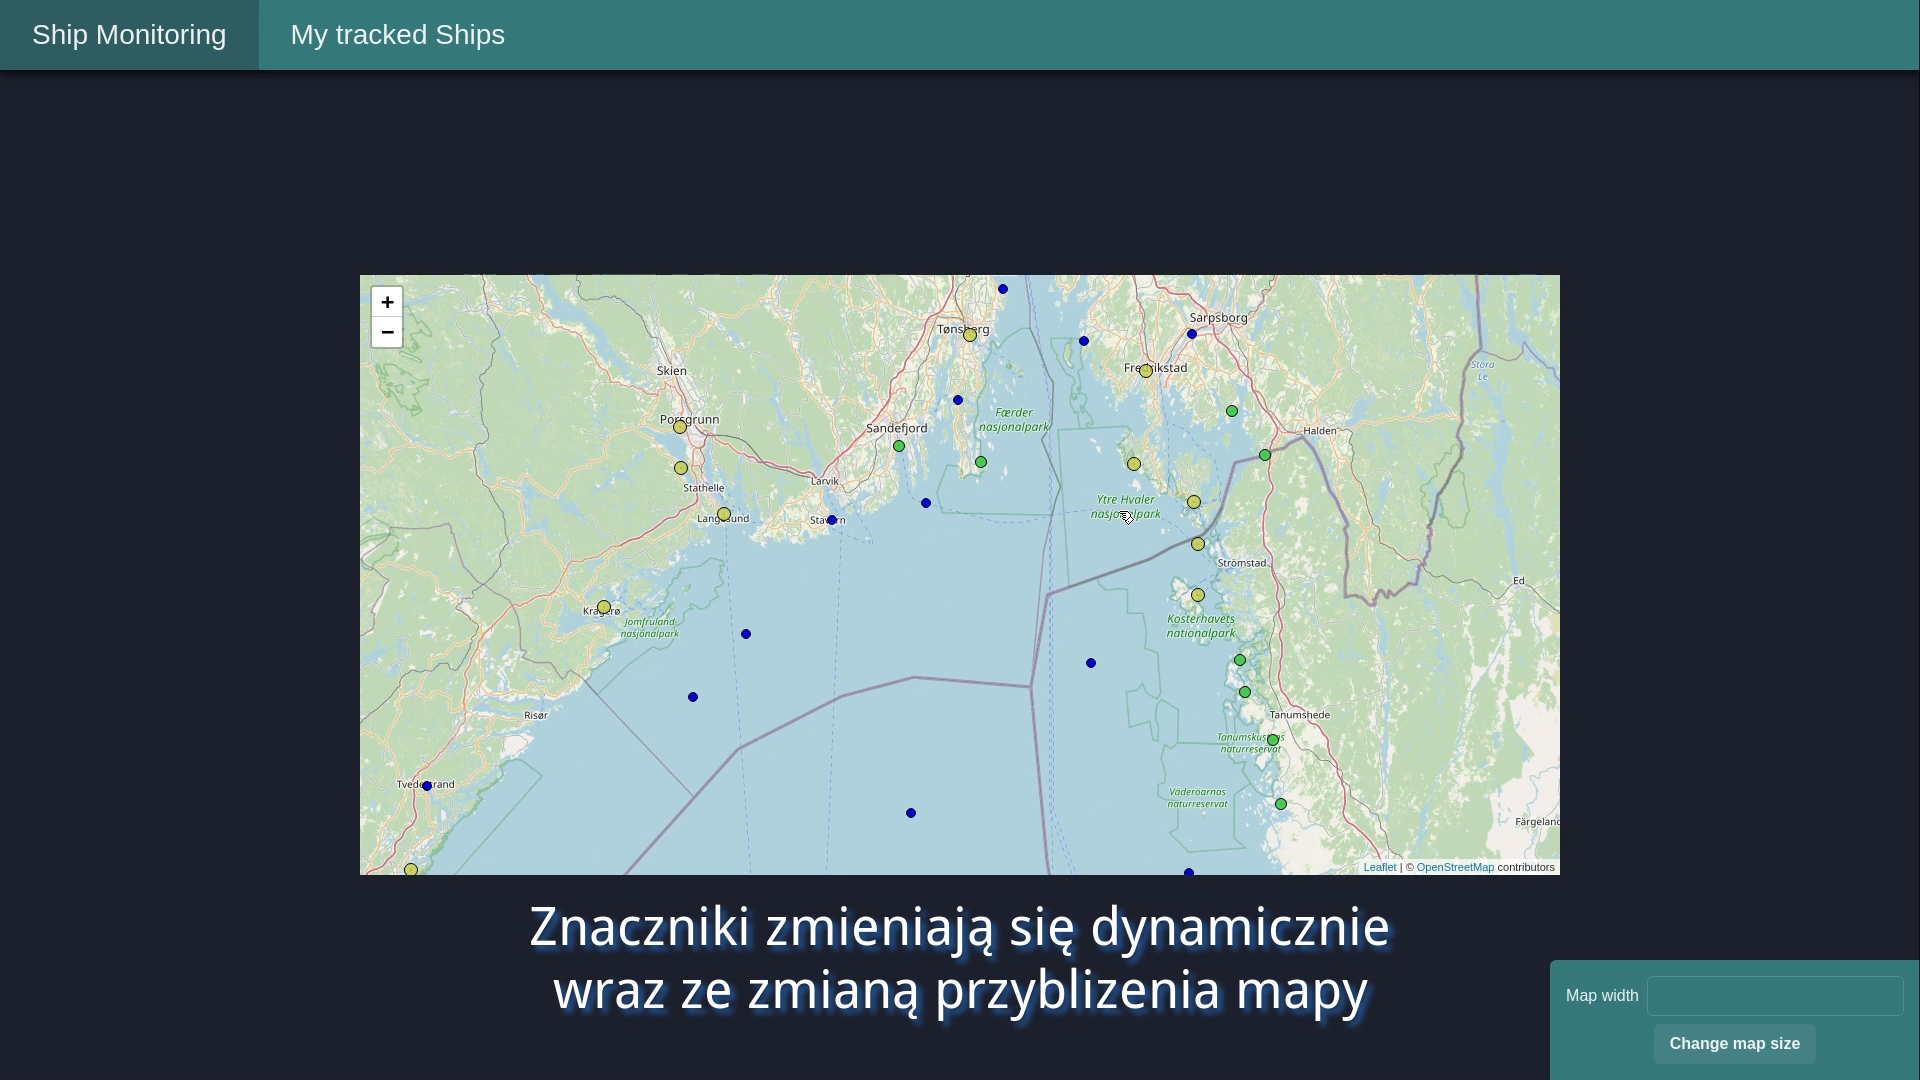 Ship Monitoring
My tracked Ships
+
−
Tønsberg
Sarpsborg
Skien
Fredrikstad
Stora
Le
Færder
nasjonalpark
Porsgrunn
Sandefjord
Halden
Larvik
Stathelle
Ytre Hvaler
nasjonalpark
Langesund
Stavern
Strömstad
Ed
Kragerø
Jomfruland
nasjonalpark
Kosterhavets
nationalpark
Risør
Tanumshede
naturreservat
Tvedestrand
Väderöarnas
naturreservat
Färgeland
Leaflet | © OpenStreetMap contributors
Znaczniki zmieniają się dynamicznie
wraz ze zmianą przyblizenia mapy
Map width
Change map size